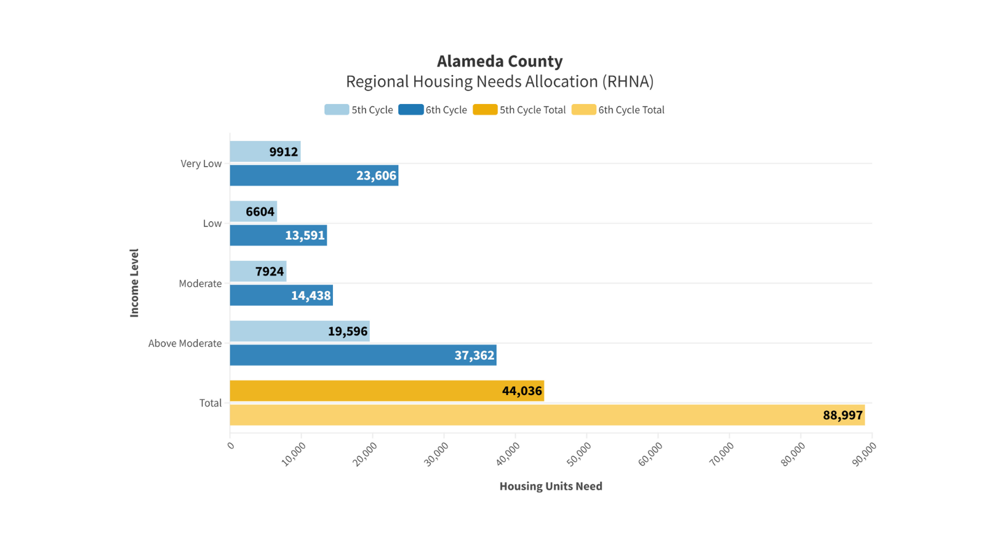 Alameda County
Regional Housing Needs Allocation (RHNA)
5th Cycle 6th Cycle 5th Cycle Total 6th Cycle Total
Income Level
Very Low
9912
23,606
Low
6604
13,591
Moderate
7924
14,438
Above Moderate
19,596
37,362
Total
44,036
88,997
0 10,000 20,000 30,000 40,000 50,000 60,000 70,000 80,000 90,000
Housing Units Need